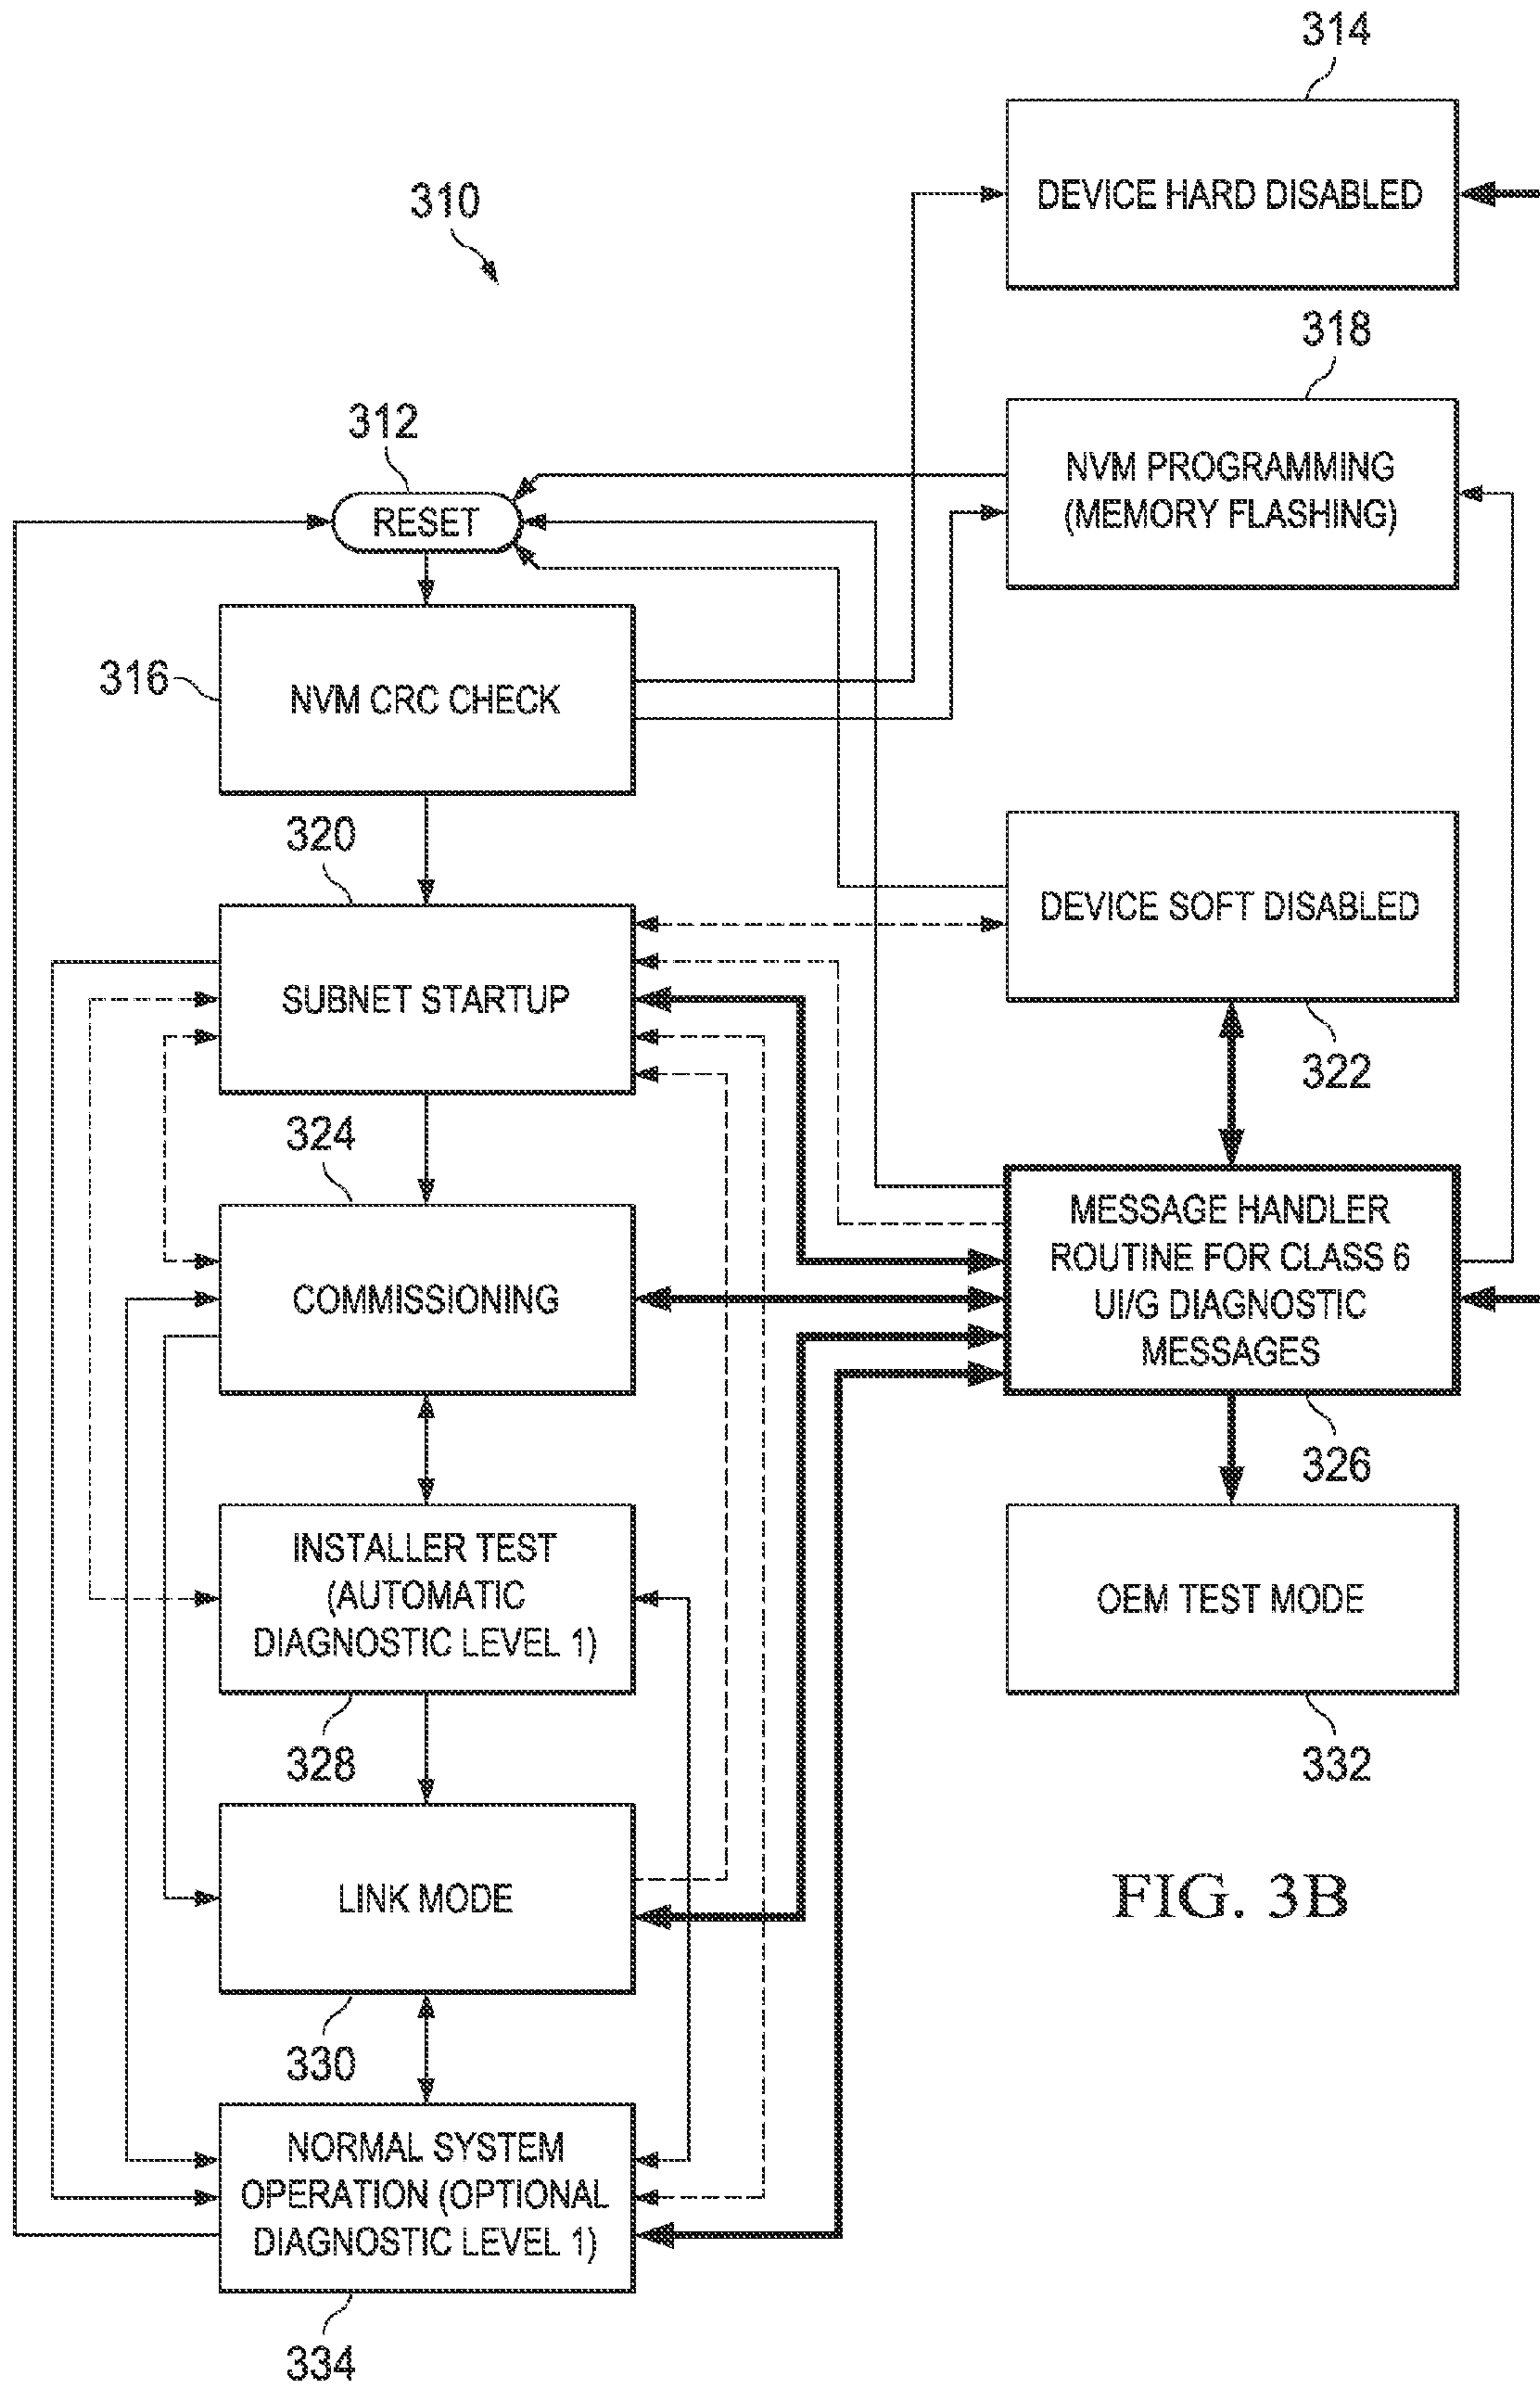 314
DEVICE HARD DISABLED
310
318
NVM PROGRAMMING
(MEMORY FLASHING)
312
RESET
316
NVM CRC CHECK
320
SUBNET STARTUP
DEVICE SOFT DISABLED
322
324
COMMISSIONING
MESSAGE HANDLER
ROUTINE FOR CLASS 6
UI/G DIAGNOSTIC
MESSAGES
326
INSTALLER TEST
(AUTOMATIC
DIAGNOSTIC LEVEL 1)
328
OEM TEST MODE
332
LINK MODE
330
FIG. 3B
NORMAL SYSTEM
OPERATION (OPTIONAL
DIAGNOSTIC LEVEL 1)
334